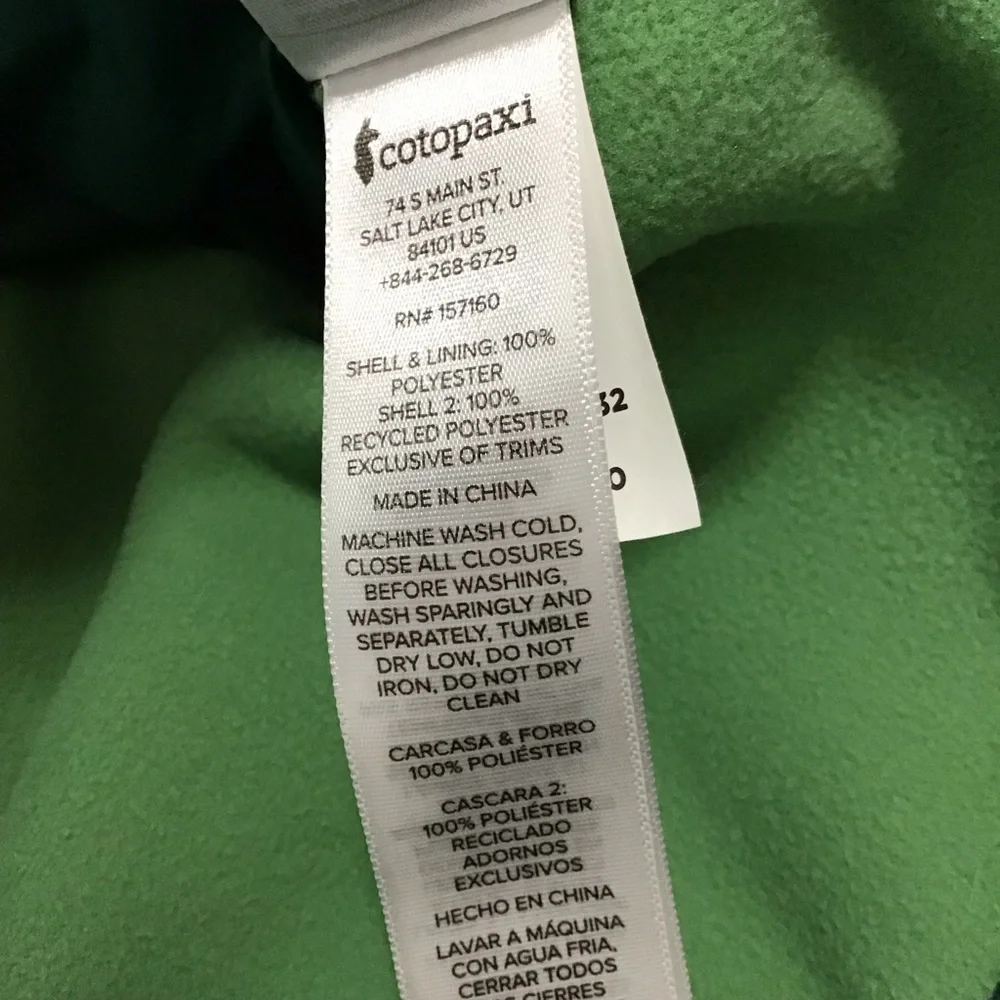 cotopaxi
74 S MAIN ST.
SALT LAKE CITY, UT
84101 US
+844-268-6729
RN# 157160
SHELL & LINING: 100%
POLYESTER
SHELL 2: 100%
RECYCLED POLYESTER
EXCLUSIVE OF TRIMS
MADE IN CHINA
MACHINE WASH COLD,
CLOSE ALL CLOSURES
BEFORE WASHING,
WASH SPARINGLY AND
SEPARATELY, TUMBLE
DRY LOW, DO NOT
IRON, DO NOT DRY
CLEAN
CARCASA & FORRO
100% POLIÉSTER
CASCARA 2:
100% POLIÉSTER
RECICLADO
ADORNOS
EXCLUSIVOS
HECHO EN CHINA
LAVAR A MÁQUINA
CON AGUA FRIA,
CERRAR TODOS
CIERRES